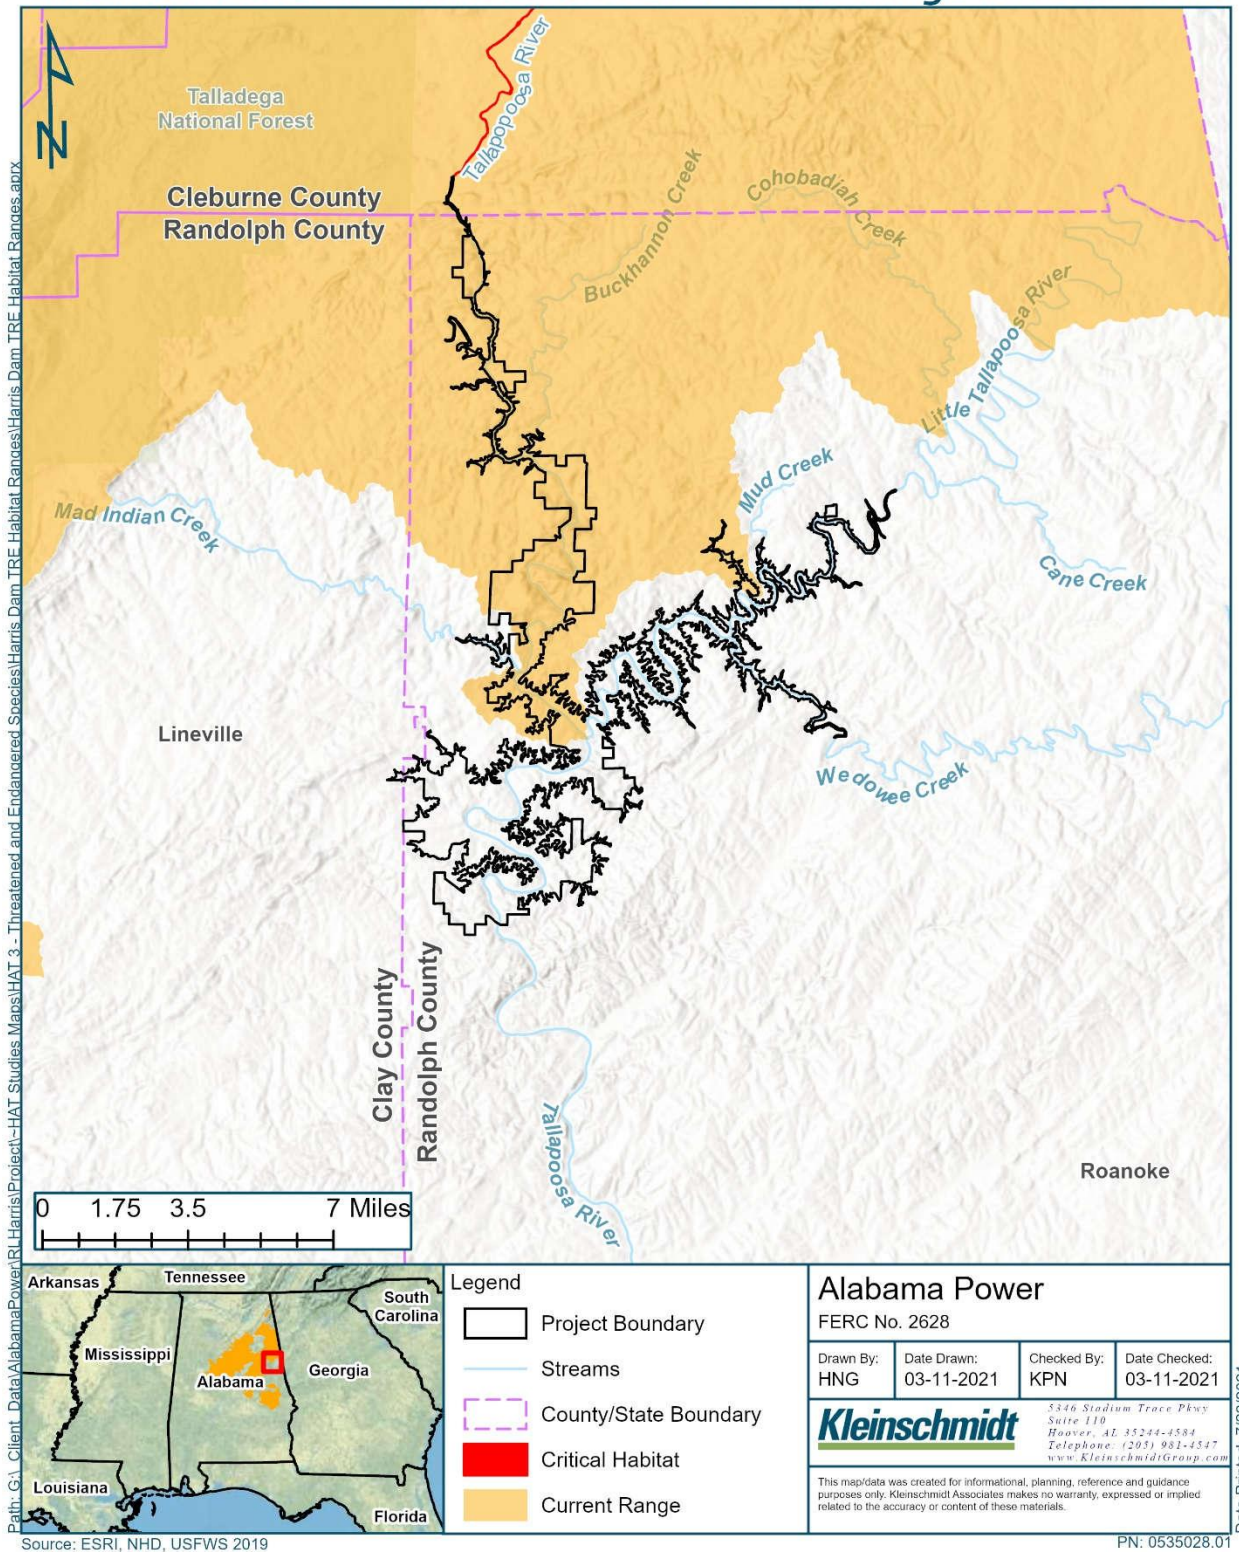 N
Talladega
National Forest
Tallapoosa River
Cleburne County
Randolph County
Buckhannon Creek
Cohobadiah Creek
Little Tallapoosa River
Mud Creek
Mad Indian Creek
Cane Creek
Lineville
Wedowee Creek
Clay County
Randolph County
Tallapoosa River
Roanoke
0 1.75 3.5 7 Miles
Arkansas
Tennessee
South
Carolina
Mississippi
Alabama
Georgia
Louisiana
Florida
Legend
Project Boundary
Streams
County/State Boundary
Critical Habitat
Current Range
Alabama Power
FERC No. 2628
Drawn By:
HNG
Date Drawn:
03-11-2021
Checked By:
KPN
Date Checked:
03-11-2021
Kleinschmidt
5346 Stadium Trace Pkwy
Suite 110
Hoover, AL 35244-4584
Telephone: (205) 981-4547
www.KleinschmidtGroup.com
This map/data was created for informational, planning, reference and guidance
purposes only. Kleinschmidt Associates makes no warranty, expressed or implied
related to the accuracy or content of these materials.
Source: ESRI, NHD, USFWS 2019
PN: 0535028.01
Path: G:\_Client_Data\AlabamaPower\RLHarris\Project\~HAT Studies Maps\HAT 3 - Threatened and Endangered Species\Harris Dam TRE Habitat Ranges\Harris Dam TRE Habitat Ranges.aprx